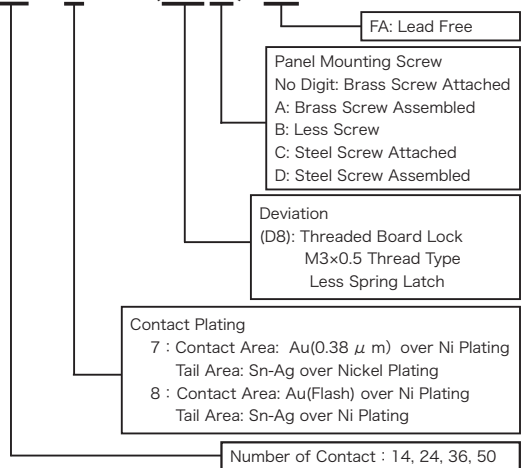 FA: Lead Free
Panel Mounting Screw
No Digit: Brass Screw Attached
A: Brass Screw Assembled
B: Less Screw
C: Steel Screw Attached
D: Steel Screw Assembled
Deviation
(D8): Threaded Board Lock
M3×0.5 Thread Type
Less Spring Latch
Contact Plating
7：Contact Area: Au(0.38 μ m) over Ni Plating
Tail Area: Sn-Ag over Nickel Plating
8：Contact Area: Au(Flash) over Ni Plating
Tail Area: Sn-Ag over Ni Plating
Number of Contact：14, 24, 36, 50